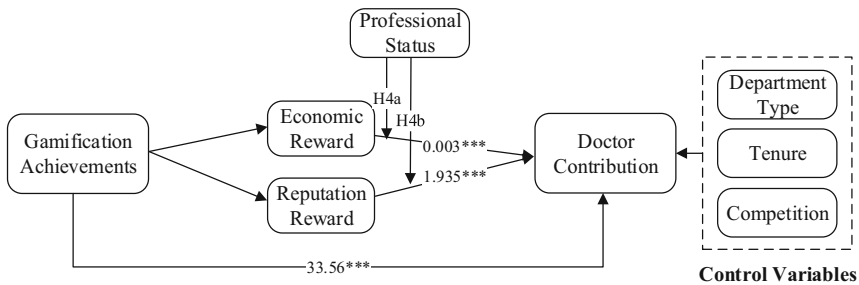 Professional
Status
H4a
H4b
Gamification
Achievements
Economic
Reward
0.003***
Reputation
Reward
1.935***
Doctor
Contribution
33.56***
Department
Type
Tenure
Competition
Control Variables